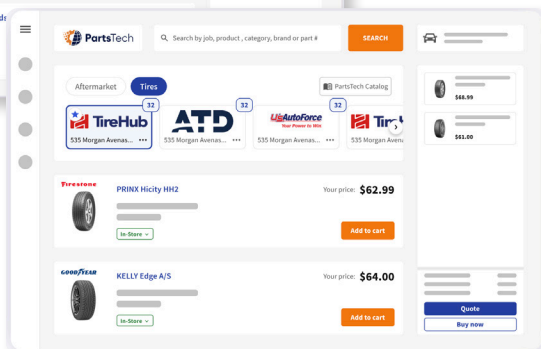 PartsTech
Search by job, product , category, brand or part #
SEARCH
Aftermarket
Tires
PartsTech Catalog
32
32
32
TireHub
ATD
U.S.AutoForce
Your Power to Win
535 Morgan Avenas... •••
535 Morgan Avenas... •••
535 Morgan Avenas... •••
535 Morgan Aven
$68.99
$61.00
Firestone
PRINX Hicity HH2
Your price: $62.99
In-Store
Add to cart
GOODYEAR
KELLY Edge A/S
Your price: $64.00
In-Store
Add to cart
Quote
Buy now